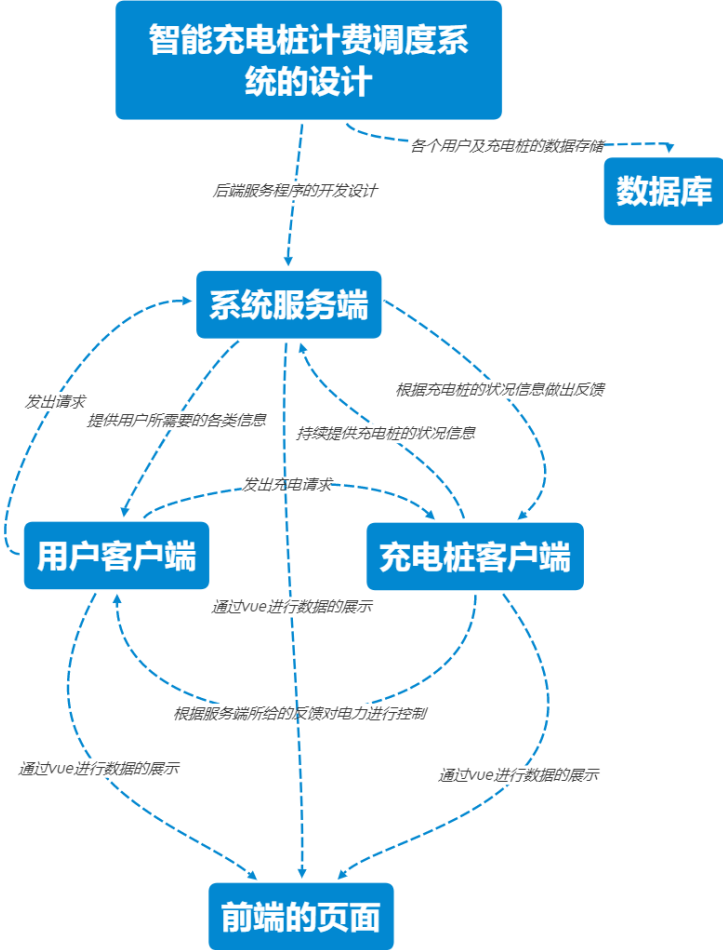 智能充电桩计费调度系
统的设计
各个用户及充电桩的数据存储
数据库
后端服务程序的开发设计
系统服务端
发出请求
根据充电桩的状况信息做出反馈
提供用户所需要的各类信息
持续提供充电桩的状况信息
发出充电请求
用户客户端
充电桩客户端
通过vue进行数据的展示
根据服务端所给的反馈对电力进行控制
通过vue进行数据的展示
通过vue进行数据的展示
前端的页面